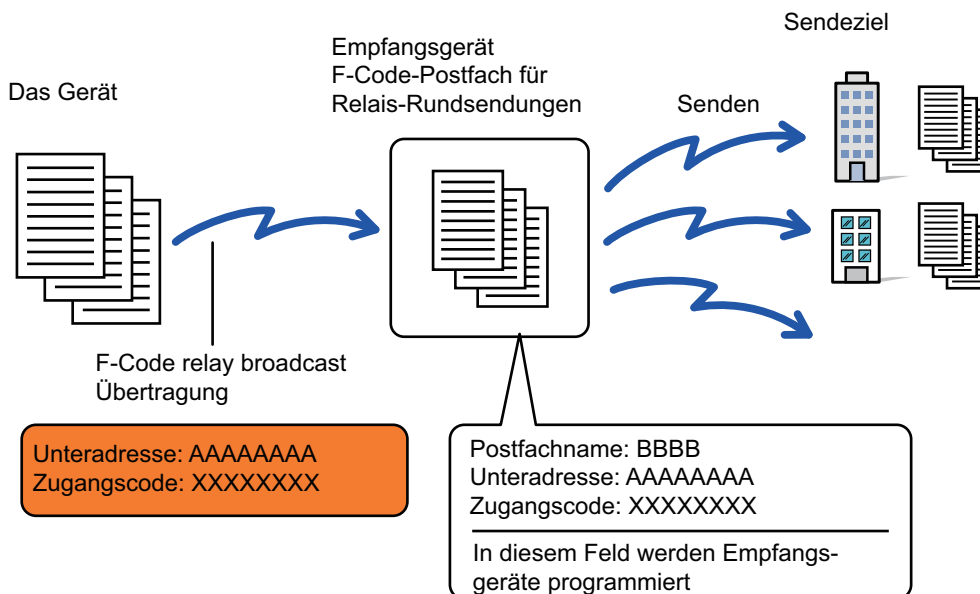 Das Gerät
Empfangsgerät
F-Code-Postfach für
Relais-Rundsendungen
Senden
Sendeziel
F-Code relay broadcast
Übertragung
Unteradresse: AAAAAAAA
Zugangscode: XXXXXXXX
Postfachname: BBBB
Unteradresse: AAAAAAAA
Zugangscode: XXXXXXXX
In diesem Feld werden Empfangs-
geräte programmiert